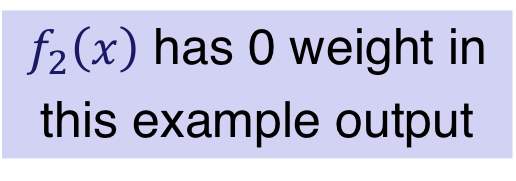 f₂(x) has 0 weight in
this example output